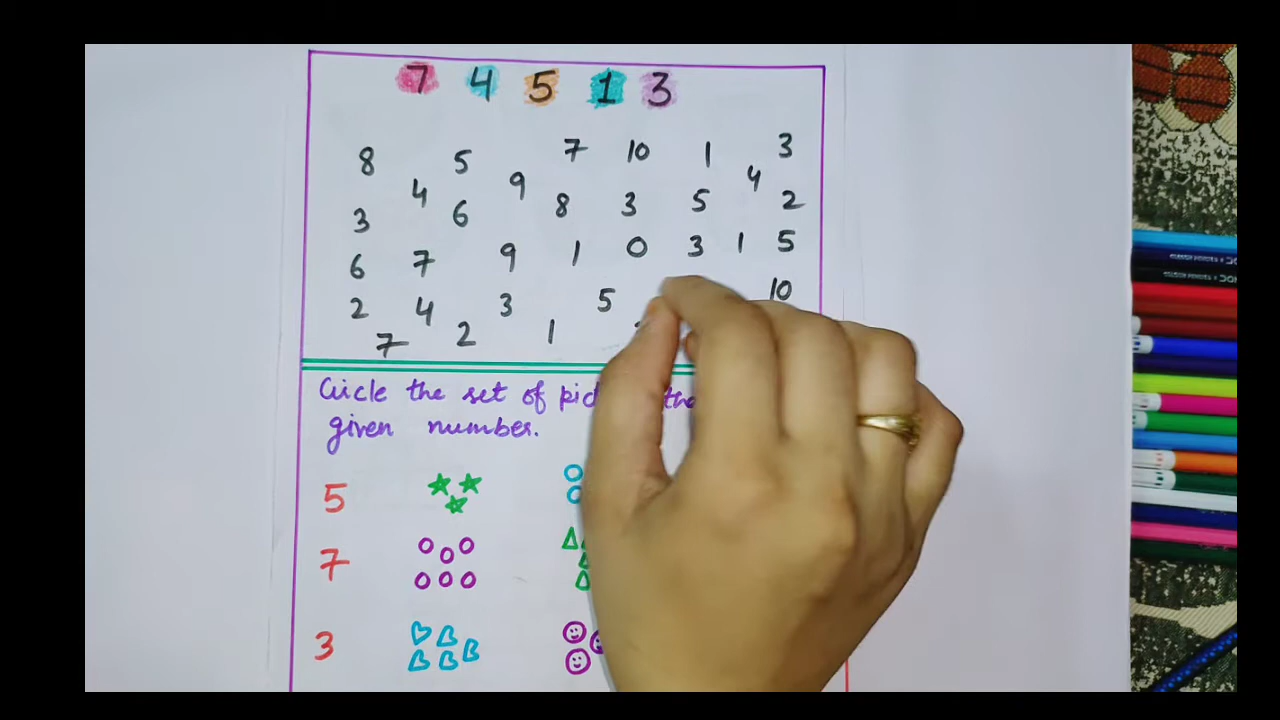 7 4 5 1 3
8 5 7 10 1 3
4 9 4
3 6 8 3 5 2
6 7 9 1 0 3 1 5
2 4 3 5 10
7 2 1
Circle the set of the
given number.
5
7
3